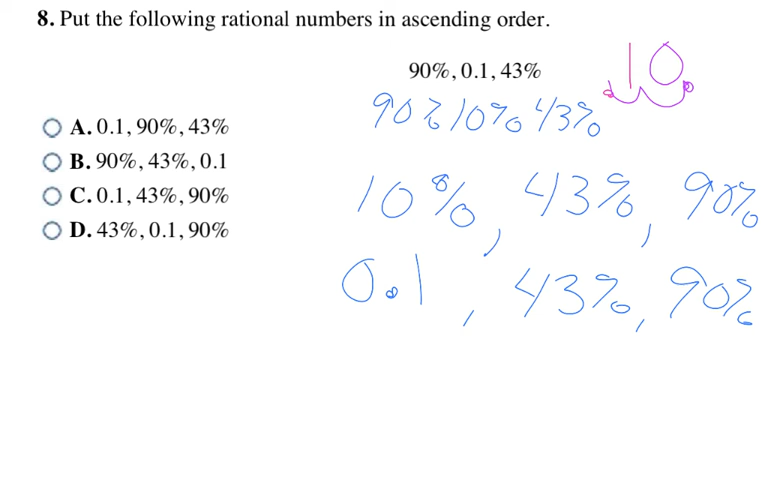 8. Put the following rational numbers in ascending order.
90%, 0.1, 43%
.10.
90% 10% 43%
A. 0.1, 90%, 43%
B. 90%, 43%, 0.1
C. 0.1, 43%, 90%
D. 43%, 0.1, 90%
10%, 43%, 90%
0.1, 43%, 90%